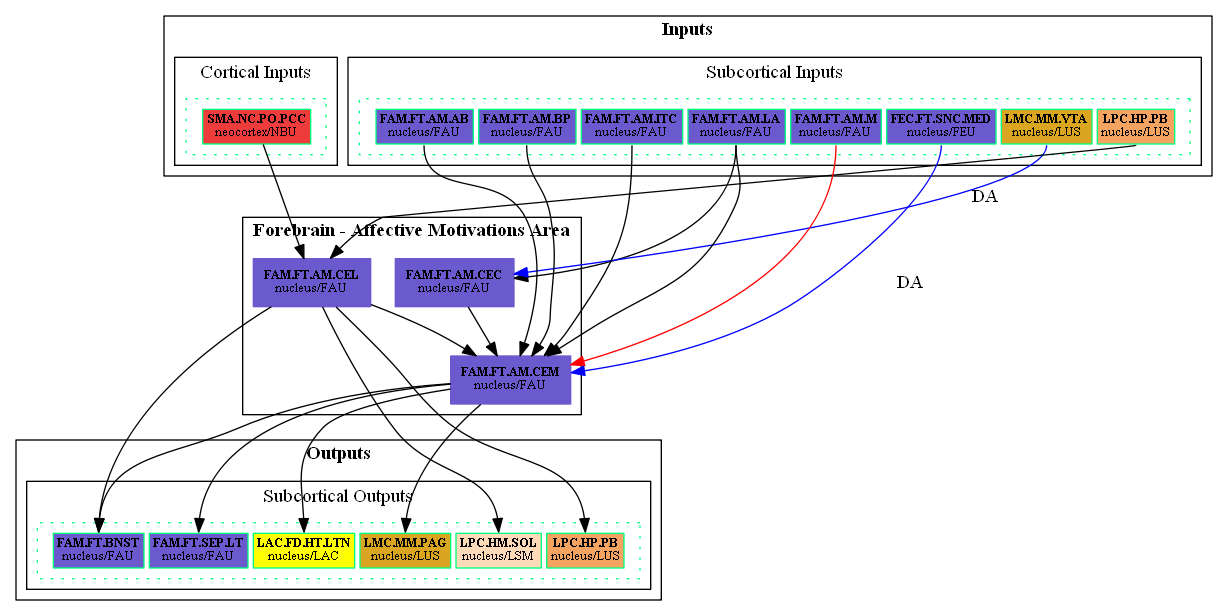 Inputs
Cortical Inputs
Subcortical Inputs
SMA.NC.PO.PCC
neocortex/NBU
FAM.FT.AM.AB
nucleus/FAU
FAM.FT.AM.BP
nucleus/FAU
FAM.FT.AM.ITC
nucleus/FAU
FAM.FT.AM.LA
nucleus/FAU
FAM.FT.AM.M
nucleus/FAU
FEC.FT.SNC.MED
nucleus/FEU
LMC.MM.VTA
nucleus/LUS
LPC.HP.PB
nucleus/LUS
DA
Forebrain - Affective Motivations Area
FAM.FT.AM.CEL
nucleus/FAU
FAM.FT.AM.CEC
nucleus/FAU
DA
FAM.FT.AM.CEM
nucleus/FAU
Outputs
Subcortical Outputs
FAM.FT.BNST
nucleus/FAU
FAM.FT.SEP.LT
nucleus/FAU
LAC.FD.HT.LTN
nucleus/LAC
LMC.MM.PAG
nucleus/LUS
LPC.HM.SOL
nucleus/LSM
LPC.HP.PB
nucleus/LUS